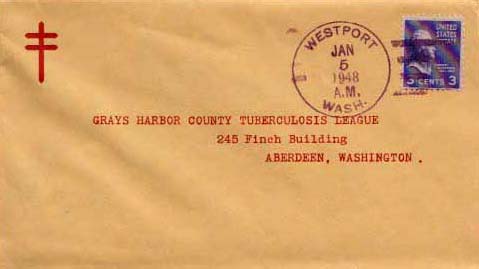 WESTPORT
JAN
5
1948
A.M.
WASH.
UNITED
STATES
3 CENTS 3
GRAYS HARBOR COUNTY TUBERCULOSIS LEAGUE
245 Finch Building
ABERDEEN, WASHINGTON .